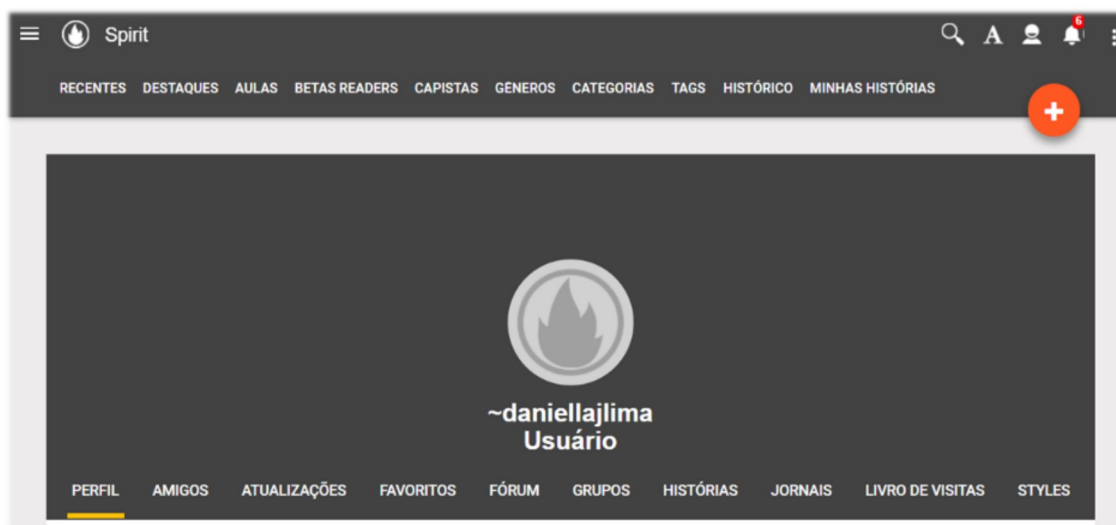 Spirit
A
6
RECENTES DESTAQUES AULAS BETAS READERS CAPISTAS GÊNEROS CATEGORIAS TAGS HISTÓRICO MINHAS HISTÓRIAS
+
~daniellajlima
Usuário
PERFIL AMIGOS ATUALIZAÇÕES FAVORITOS FÓRUM GRUPOS HISTÓRIAS JORNAIS LIVRO DE VISITAS STYLES